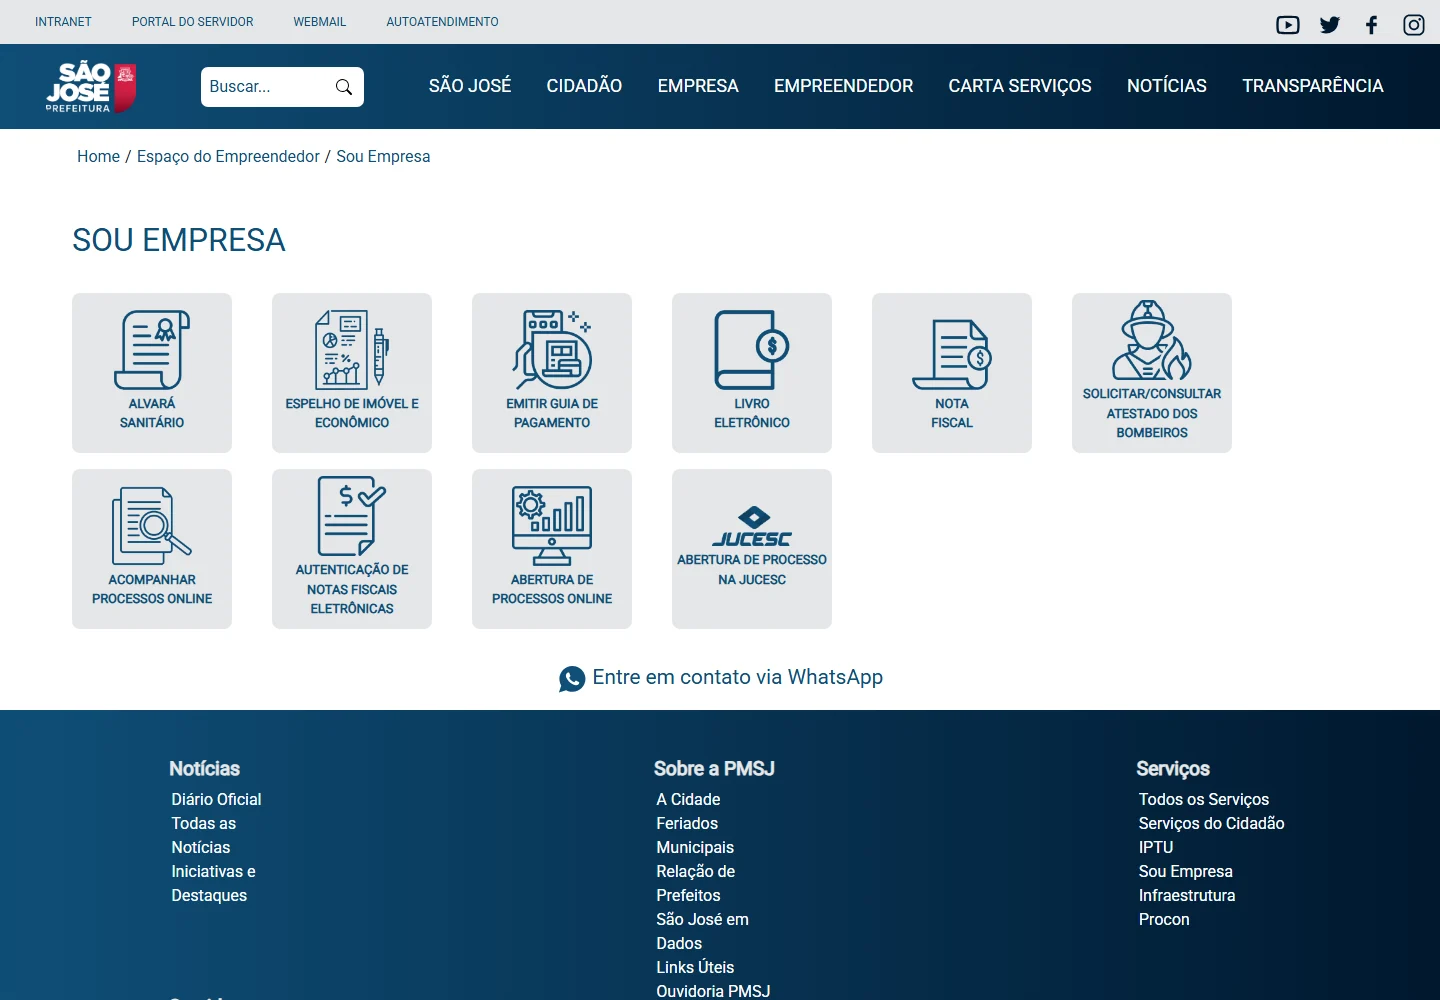 INTRANET
PORTAL DO SERVIDOR
WEBMAIL
AUTOATENDIMENTO
SÃO
JOSÉ
PREFEITURA
Buscar...
SÃO JOSÉ
CIDADÃO
EMPRESA
EMPREENDEDOR
CARTA SERVIÇOS
NOTÍCIAS
TRANSPARÊNCIA
Home / Espaço do Empreendedor / Sou Empresa
SOU EMPRESA
ALVARÁ
SANITÁRIO
ESPELHO DE IMÓVEL E
ECONÔMICO
EMITIR GUIA DE
PAGAMENTO
LIVRO
ELETRÔNICO
NOTA
FISCAL
SOLICITAR/CONSULTAR
ATESTADO DOS
BOMBEIROS
ACOMPANHAR
PROCESSOS ONLINE
AUTENTICAÇÃO DE
NOTAS FISCAIS
ELETRÔNICAS
ABERTURA DE
PROCESSOS ONLINE
JUCESC
ABERTURA DE PROCESSO
NA JUCESC
Entre em contato via WhatsApp
Notícias
Diário Oficial
Todas as
Notícias
Iniciativas e
Destaques
Sobre a PMSJ
A Cidade
Feriados
Municipais
Relação de
Prefeitos
São José em
Dados
Links Úteis
Ouvidoria PMSJ
Serviços
Todos os Serviços
Serviços do Cidadão
IPTU
Sou Empresa
Infraestrutura
Procon